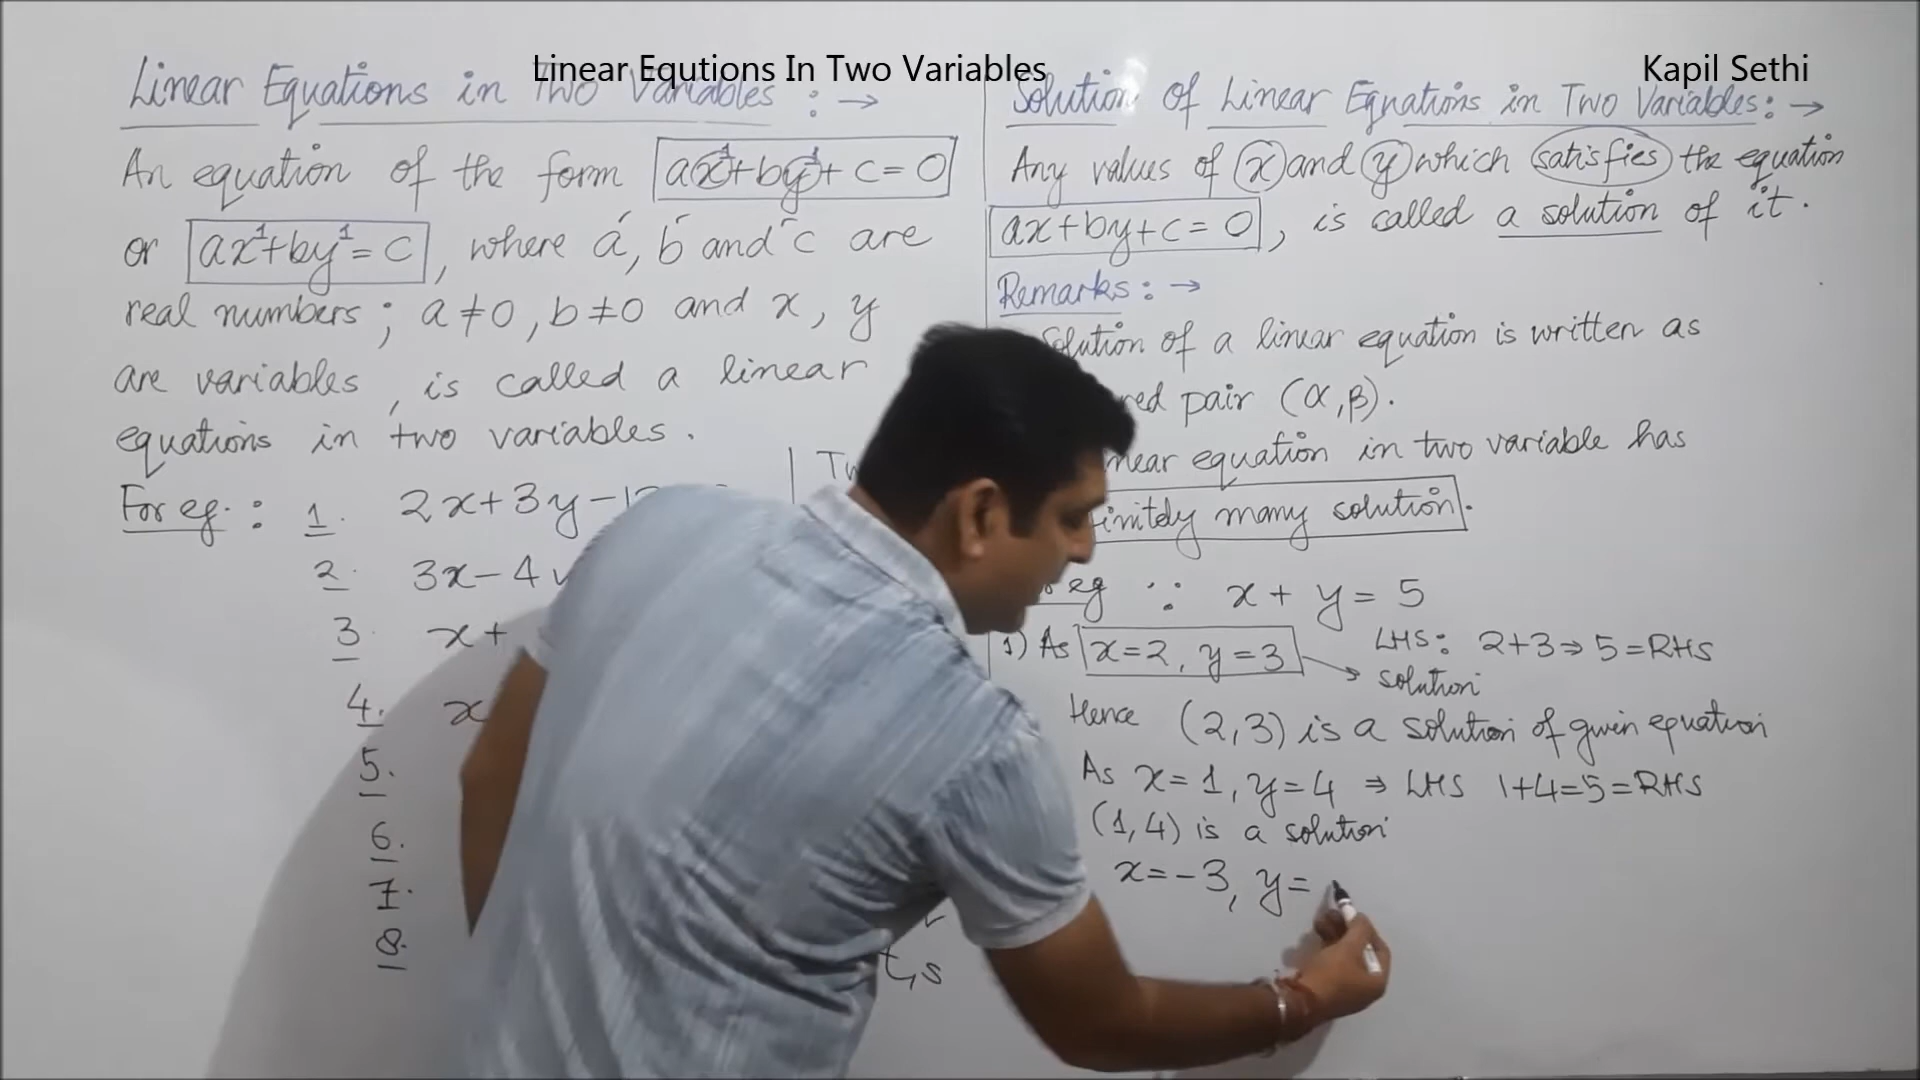 Linear Equtions In Two Variables
Kapil Sethi
Linear Equations in Two Variables : →
An equation of the form ax¹+by¹+c=0
or ax¹+by¹=c, where a, b and c are
real numbers; a≠0, b≠0 and x, y
are variables, is called a linear
equations in two variables.
For eg. : 1. 2x+3y-1
2. 3x-4
3. x+
4. x
5.
6.
7.
8.
t,s
Solution of Linear Equations in Two Variables: →
Any values of x and y which satisfies the equation
ax+by+c=0, is called a solution of it.
Remarks: →
Solution of a linear equation is written as
pair (α,β).
equation in two variable has
many solution.
eg : x+y=5
1) As x=2, y=3 LHS: 2+3⇒5=RHS
solution
Hence (2,3) is a solution of given equation
As x=1, y=4 ⇒ LHS 1+4=5=RHS
(1,4) is a solution
x=-3, y=